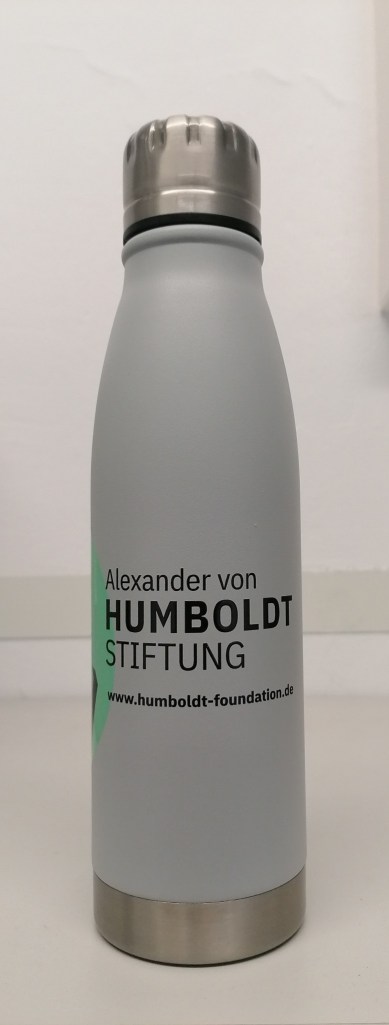 Alexander von
HUMBOLDT
STIFTUNG
www.humboldt-foundation.de